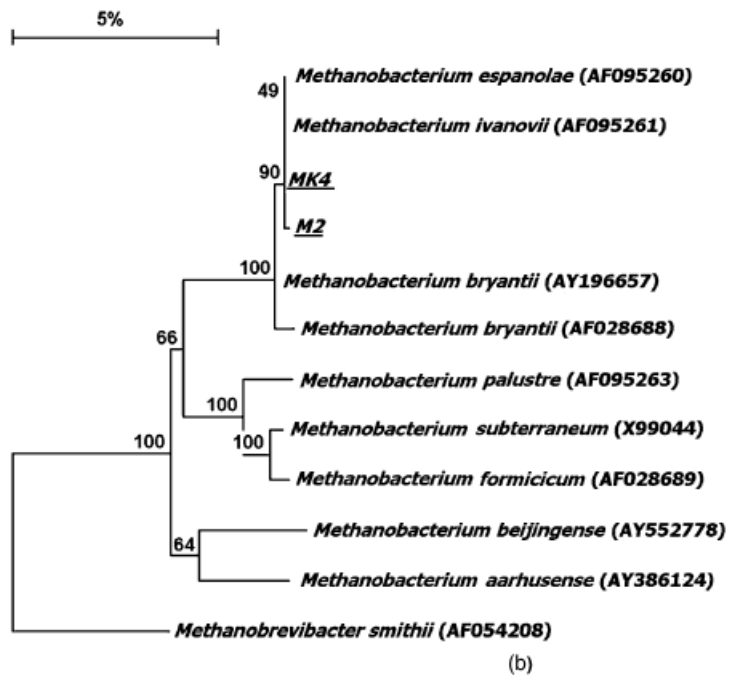 5%
Methanobacterium espanolae (AF095260)
49
Methanobacterium ivanovii (AF095261)
90
MK4
M2
100
Methanobacterium bryantii (AY196657)
Methanobacterium bryantii (AF028688)
66
Methanobacterium palustre (AF095263)
100
Methanobacterium subterraneum (X99044)
100
100
Methanobacterium formicicum (AF028689)
Methanobacterium beijingense (AY552778)
64
Methanobacterium aarhusense (AY386124)
Methanobrevibacter smithii (AF054208)
(b)